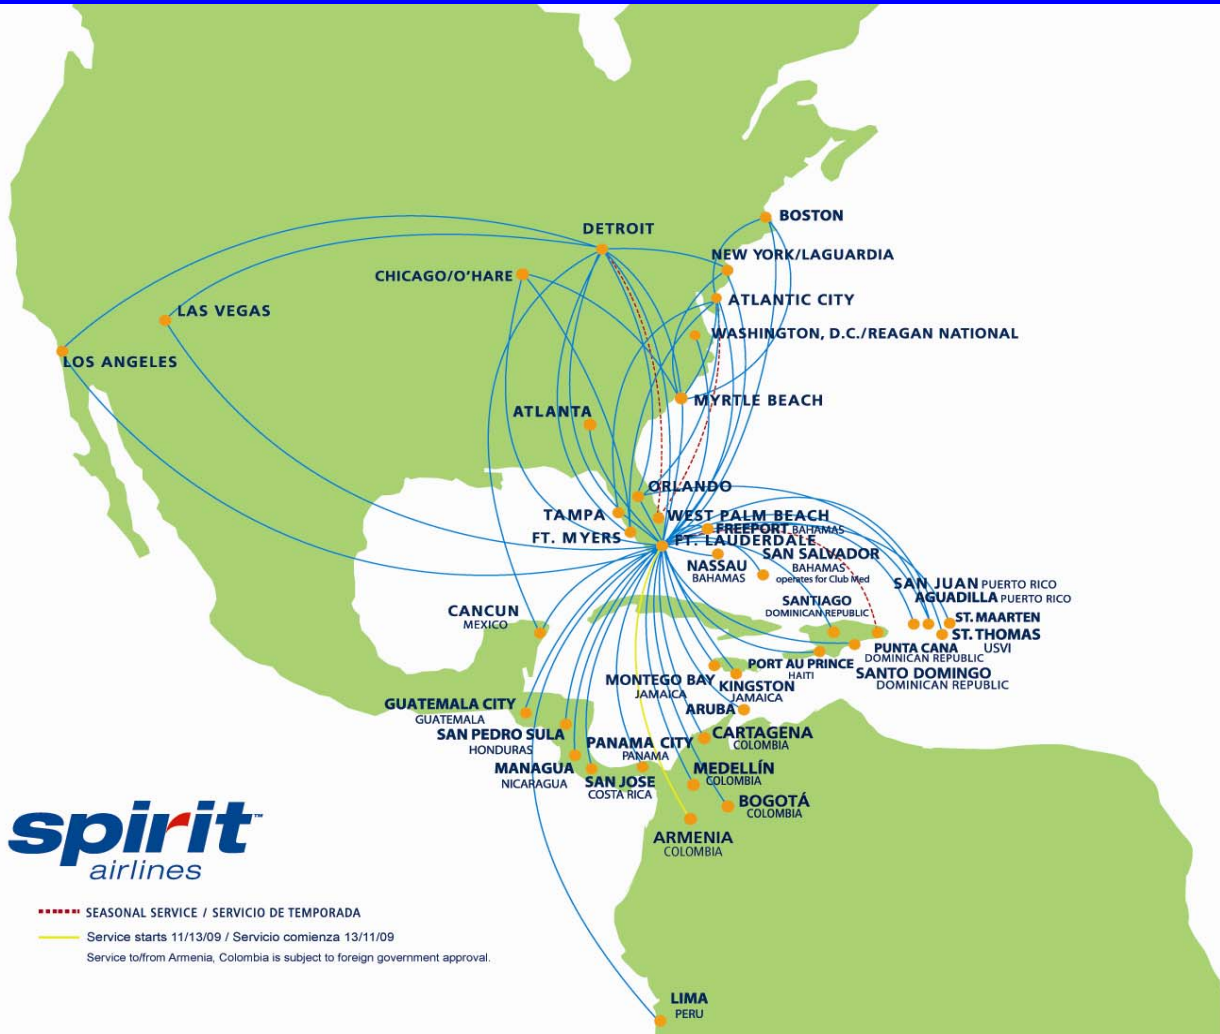 BOSTON
DETROIT
NEW YORK/LAGUARDIA
CHICAGO/O'HARE
ATLANTIC CITY
LAS VEGAS
WASHINGTON, D.C./REAGAN NATIONAL
LOS ANGELES
MYRTLE BEACH
ATLANTA
ORLANDO
TAMPA
WEST PALM BEACH
FREEPORT BAHAMAS
FT. MYERS
FT. LAUDERDALE
SAN SALVADOR
BAHAMAS
operates for Club Med
NASSAU
BAHAMAS
SAN JUAN PUERTO RICO
AGUADILLA PUERTO RICO
SANTIAGO
DOMINICAN REPUBLIC
CANCUN
MEXICO
ST. MAARTEN
ST. THOMAS
USVI
PUNTA CANA
DOMINICAN REPUBLIC
PORT AU PRINCE
HAITI
SANTO DOMINGO
DOMINICAN REPUBLIC
MONTEGO BAY
JAMAICA
KINGSTON
JAMAICA
ARUBA
GUATEMALA CITY
GUATEMALA
SAN PEDRO SULA
HONDURAS
PANAMA CITY
PANAMA
CARTAGENA
COLOMBIA
MANAGUA
NICARAGUA
SAN JOSE
COSTA RICA
MEDELLÍN
COLOMBIA
BOGOTÁ
COLOMBIA
ARMENIA
COLOMBIA
spirit™
airlines
SEASONAL SERVICE / SERVICIO DE TEMPORADA
Service starts 11/13/09 / Servicio comienza 13/11/09
Service to/from Armenia, Colombia is subject to foreign government approval.
LIMA
PERU